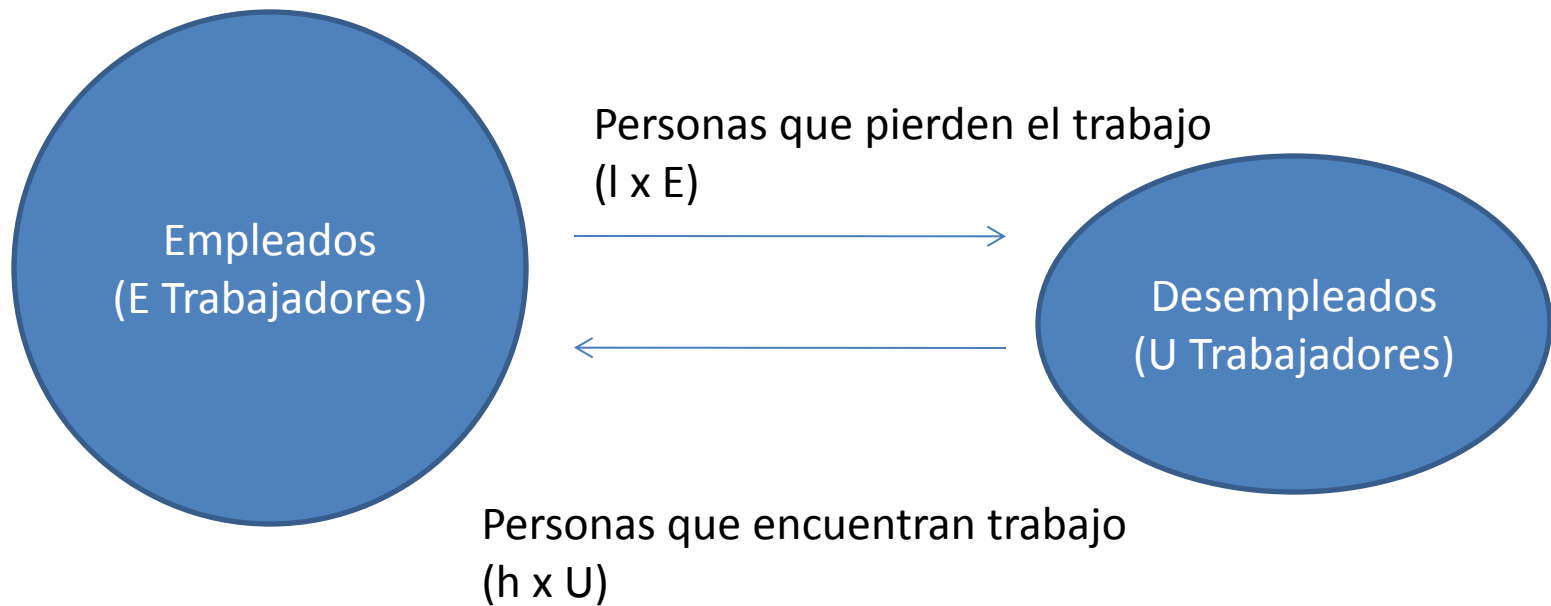 Empleados
(E Trabajadores)
Personas que pierden el trabajo
(l x E)
Desempleados
(U Trabajadores)
Personas que encuentran trabajo
(h x U)